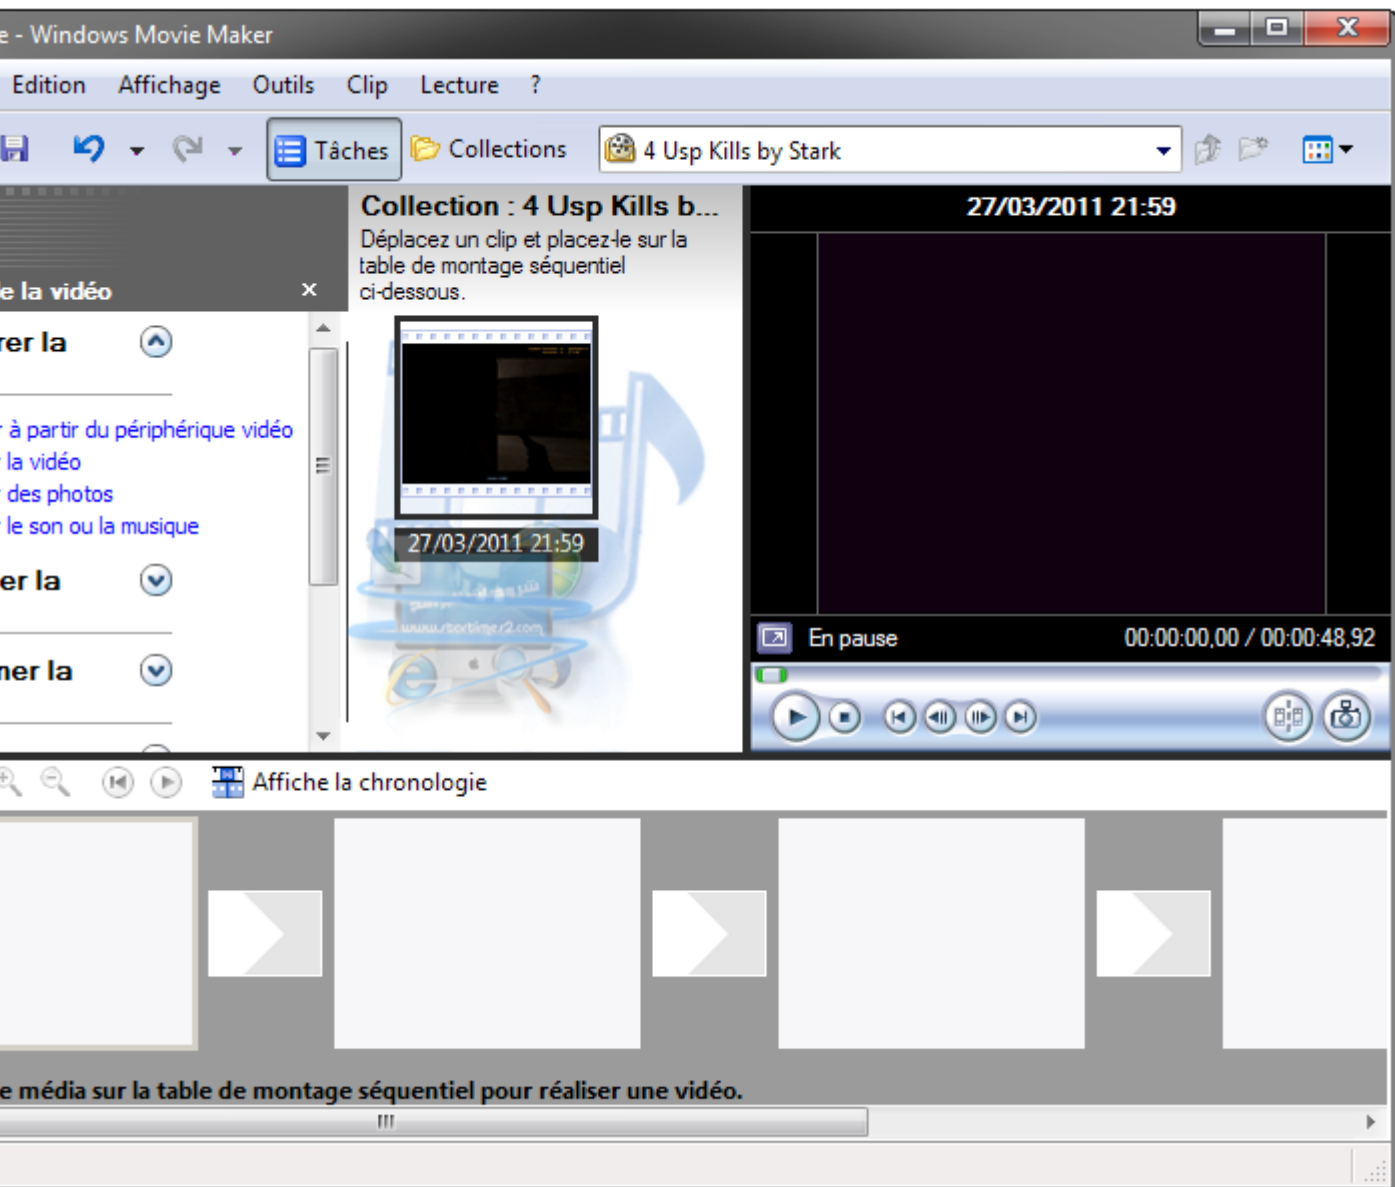 e - Windows Movie Maker
Edition Affichage Outils Clip Lecture ?
Tâches Collections 4 Usp Kills by Stark
e la vidéo x
rer la
r à partir du périphérique vidéo
r la vidéo
r des photos
r le son ou la musique
er la
ner la
Collection : 4 Usp Kills b...
Déplacez un clip et placez-le sur la
table de montage séquentiel
ci-dessous.
27/03/2011 21:59
27/03/2011 21:59
En pause 00:00:00,00 / 00:00:48,92
Affiche la chronologie
e média sur la table de montage séquentiel pour réaliser une vidéo.